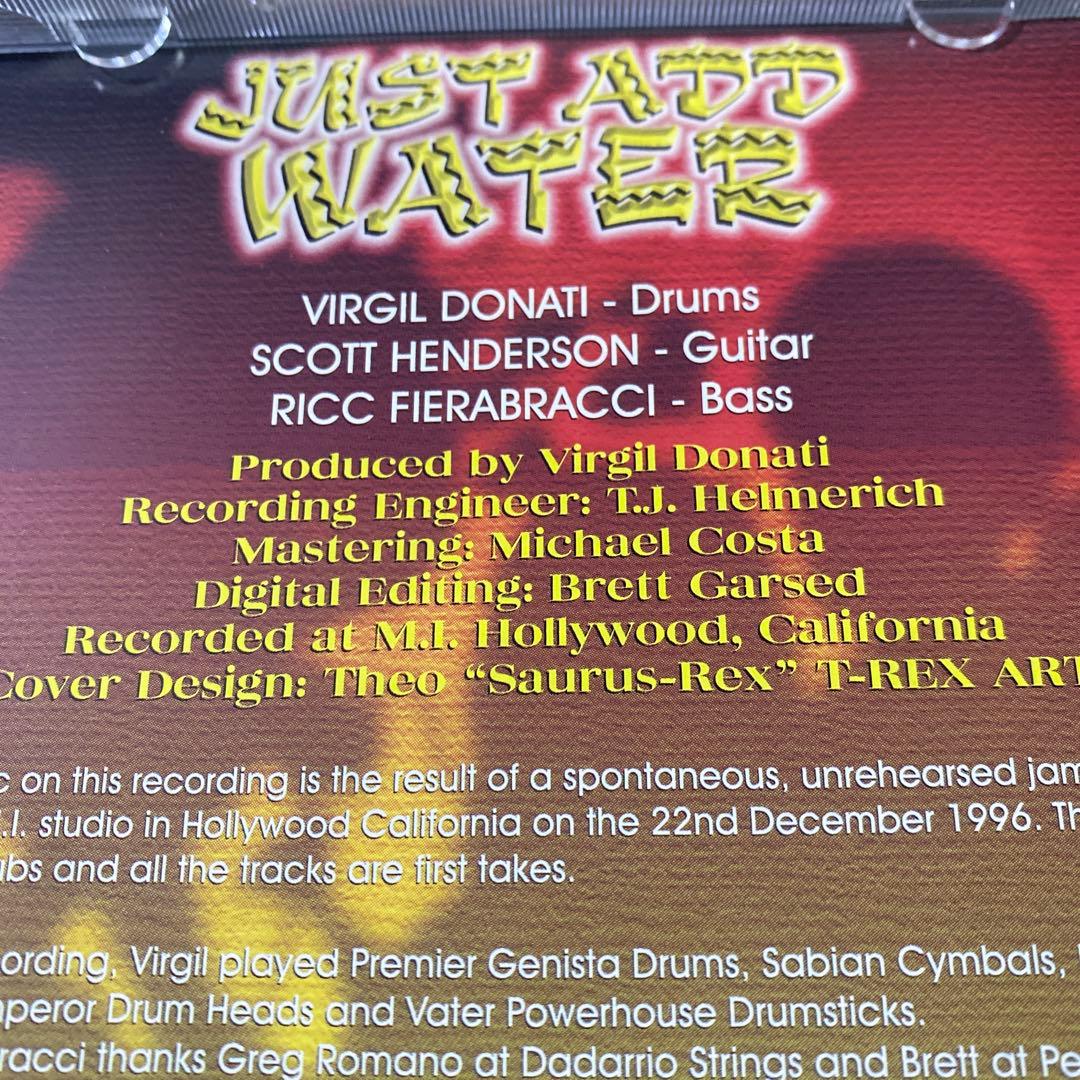 JUST ADD
WATER
VIRGIL DONATI - Drums
SCOTT HENDERSON - Guitar
RICC FIERABRACCI - Bass
Produced by Virgil Donati
Recording Engineer: T.J. Helmerich
Mastering: Michael Costa
Digital Editing: Brett Garsed
Recorded at M.I. Hollywood, California
Cover Design: Theo “Saurus-Rex” T-REX ART
on this recording is the result of a spontaneous, unrehearsed jam
.I. studio in Hollywood California on the 22nd December 1996.
and all the tracks are first takes.
Virgil played Premier Genista Drums, Sabian Cymbals,
Drum Heads and Vater Powerhouse Drumsticks.
thanks Greg Romano at Dadarrio Strings and Brett at